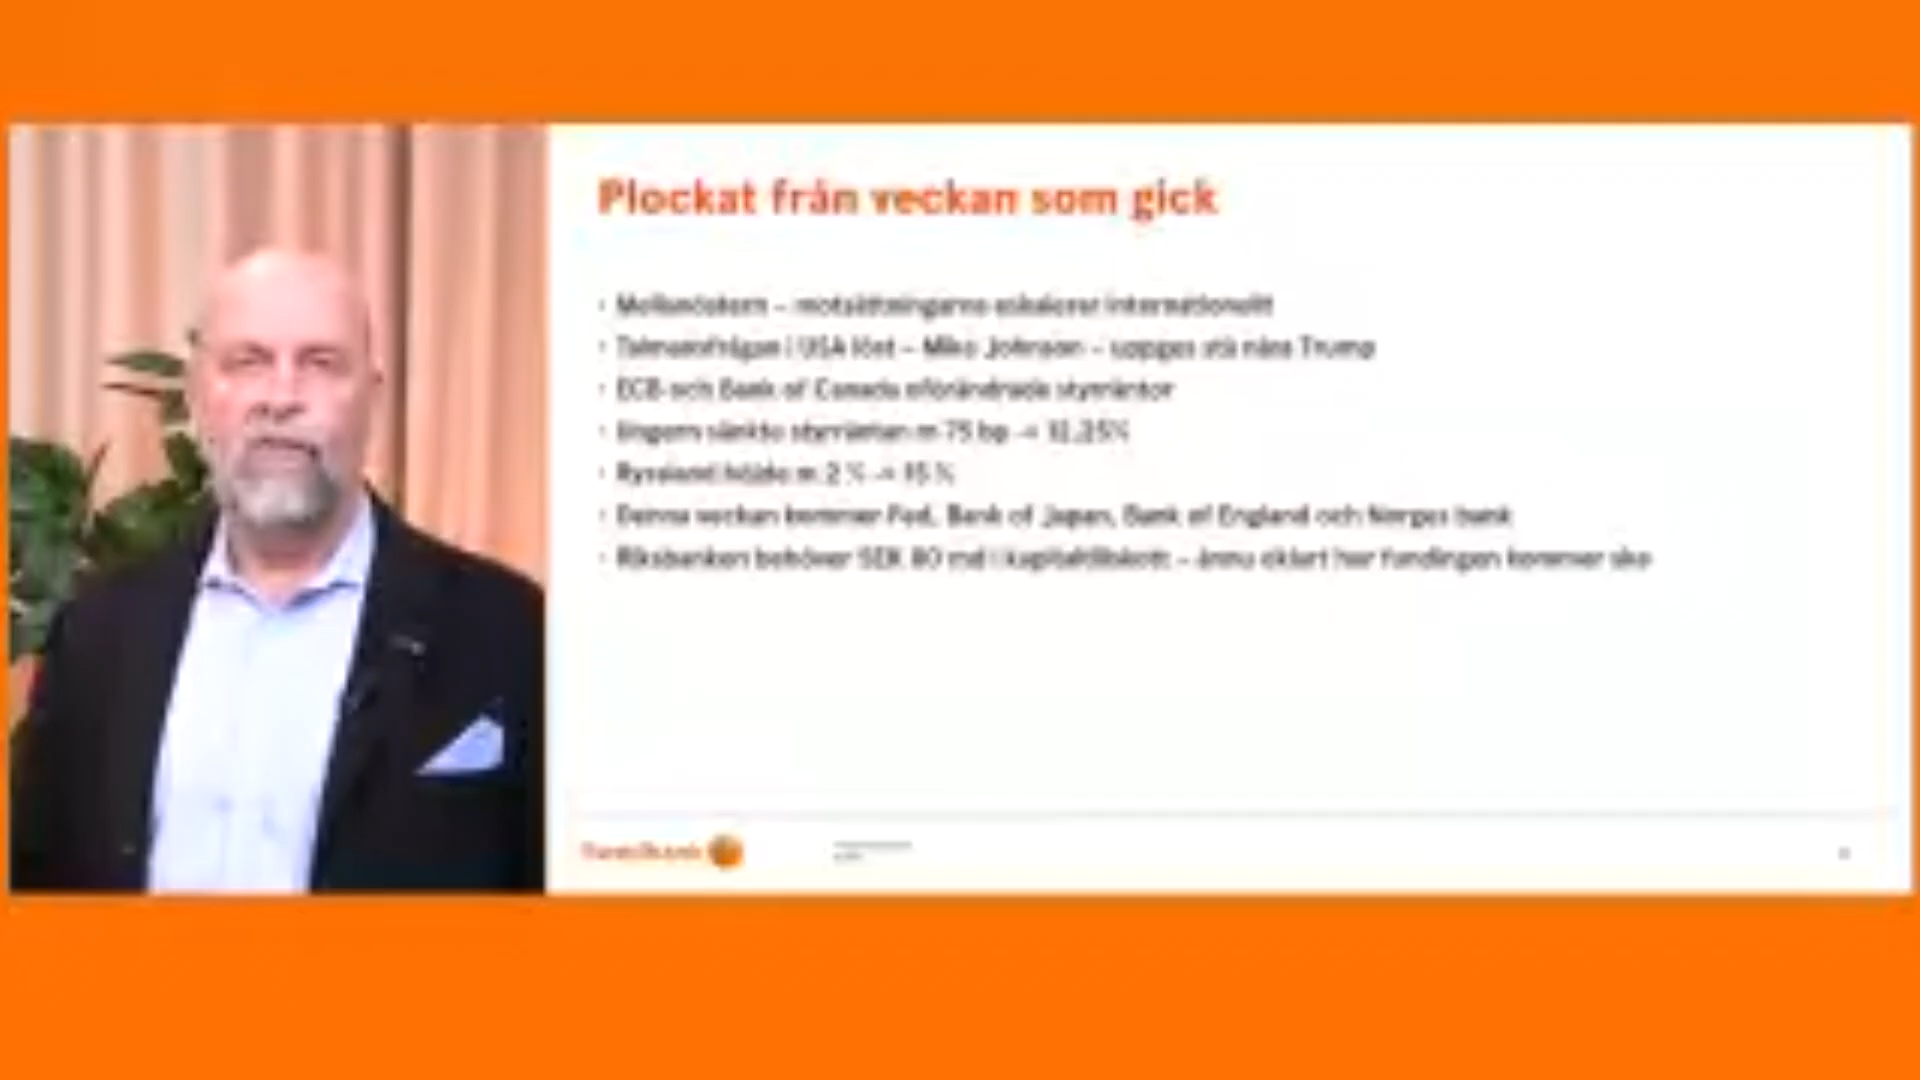 Plockat från veckan som gick
Mellanöstern – motsättningarna eskalerar internationellt
Talmansfrågan i USA löst – Mike Johnson – uppges stå nära Trump
ECB och Bank of Canada oförändrade styrräntor
Ungern sänkte styrräntan m 75 bp -> 12,25%
Ryssland höjde m 2 % -> 15 %
Denna veckan kommer Fed, Bank of Japan, Bank of England och Norges bank
Riksbanken behöver SEK 80 md i kapitaltillskott – ännu oklart hur fundingen kommer ske
Swedbank